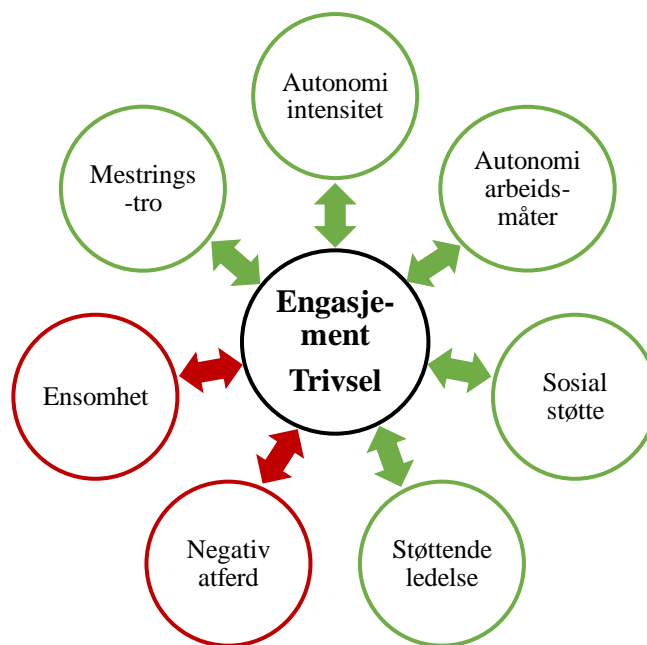 Autonomi
intensitet
Autonomi
arbeids-
måter
Sosial
støtte
Støttende
ledelse
Negativ
atferd
Ensomhet
Mestrings
-tro
Engasje-
ment
Trivsel